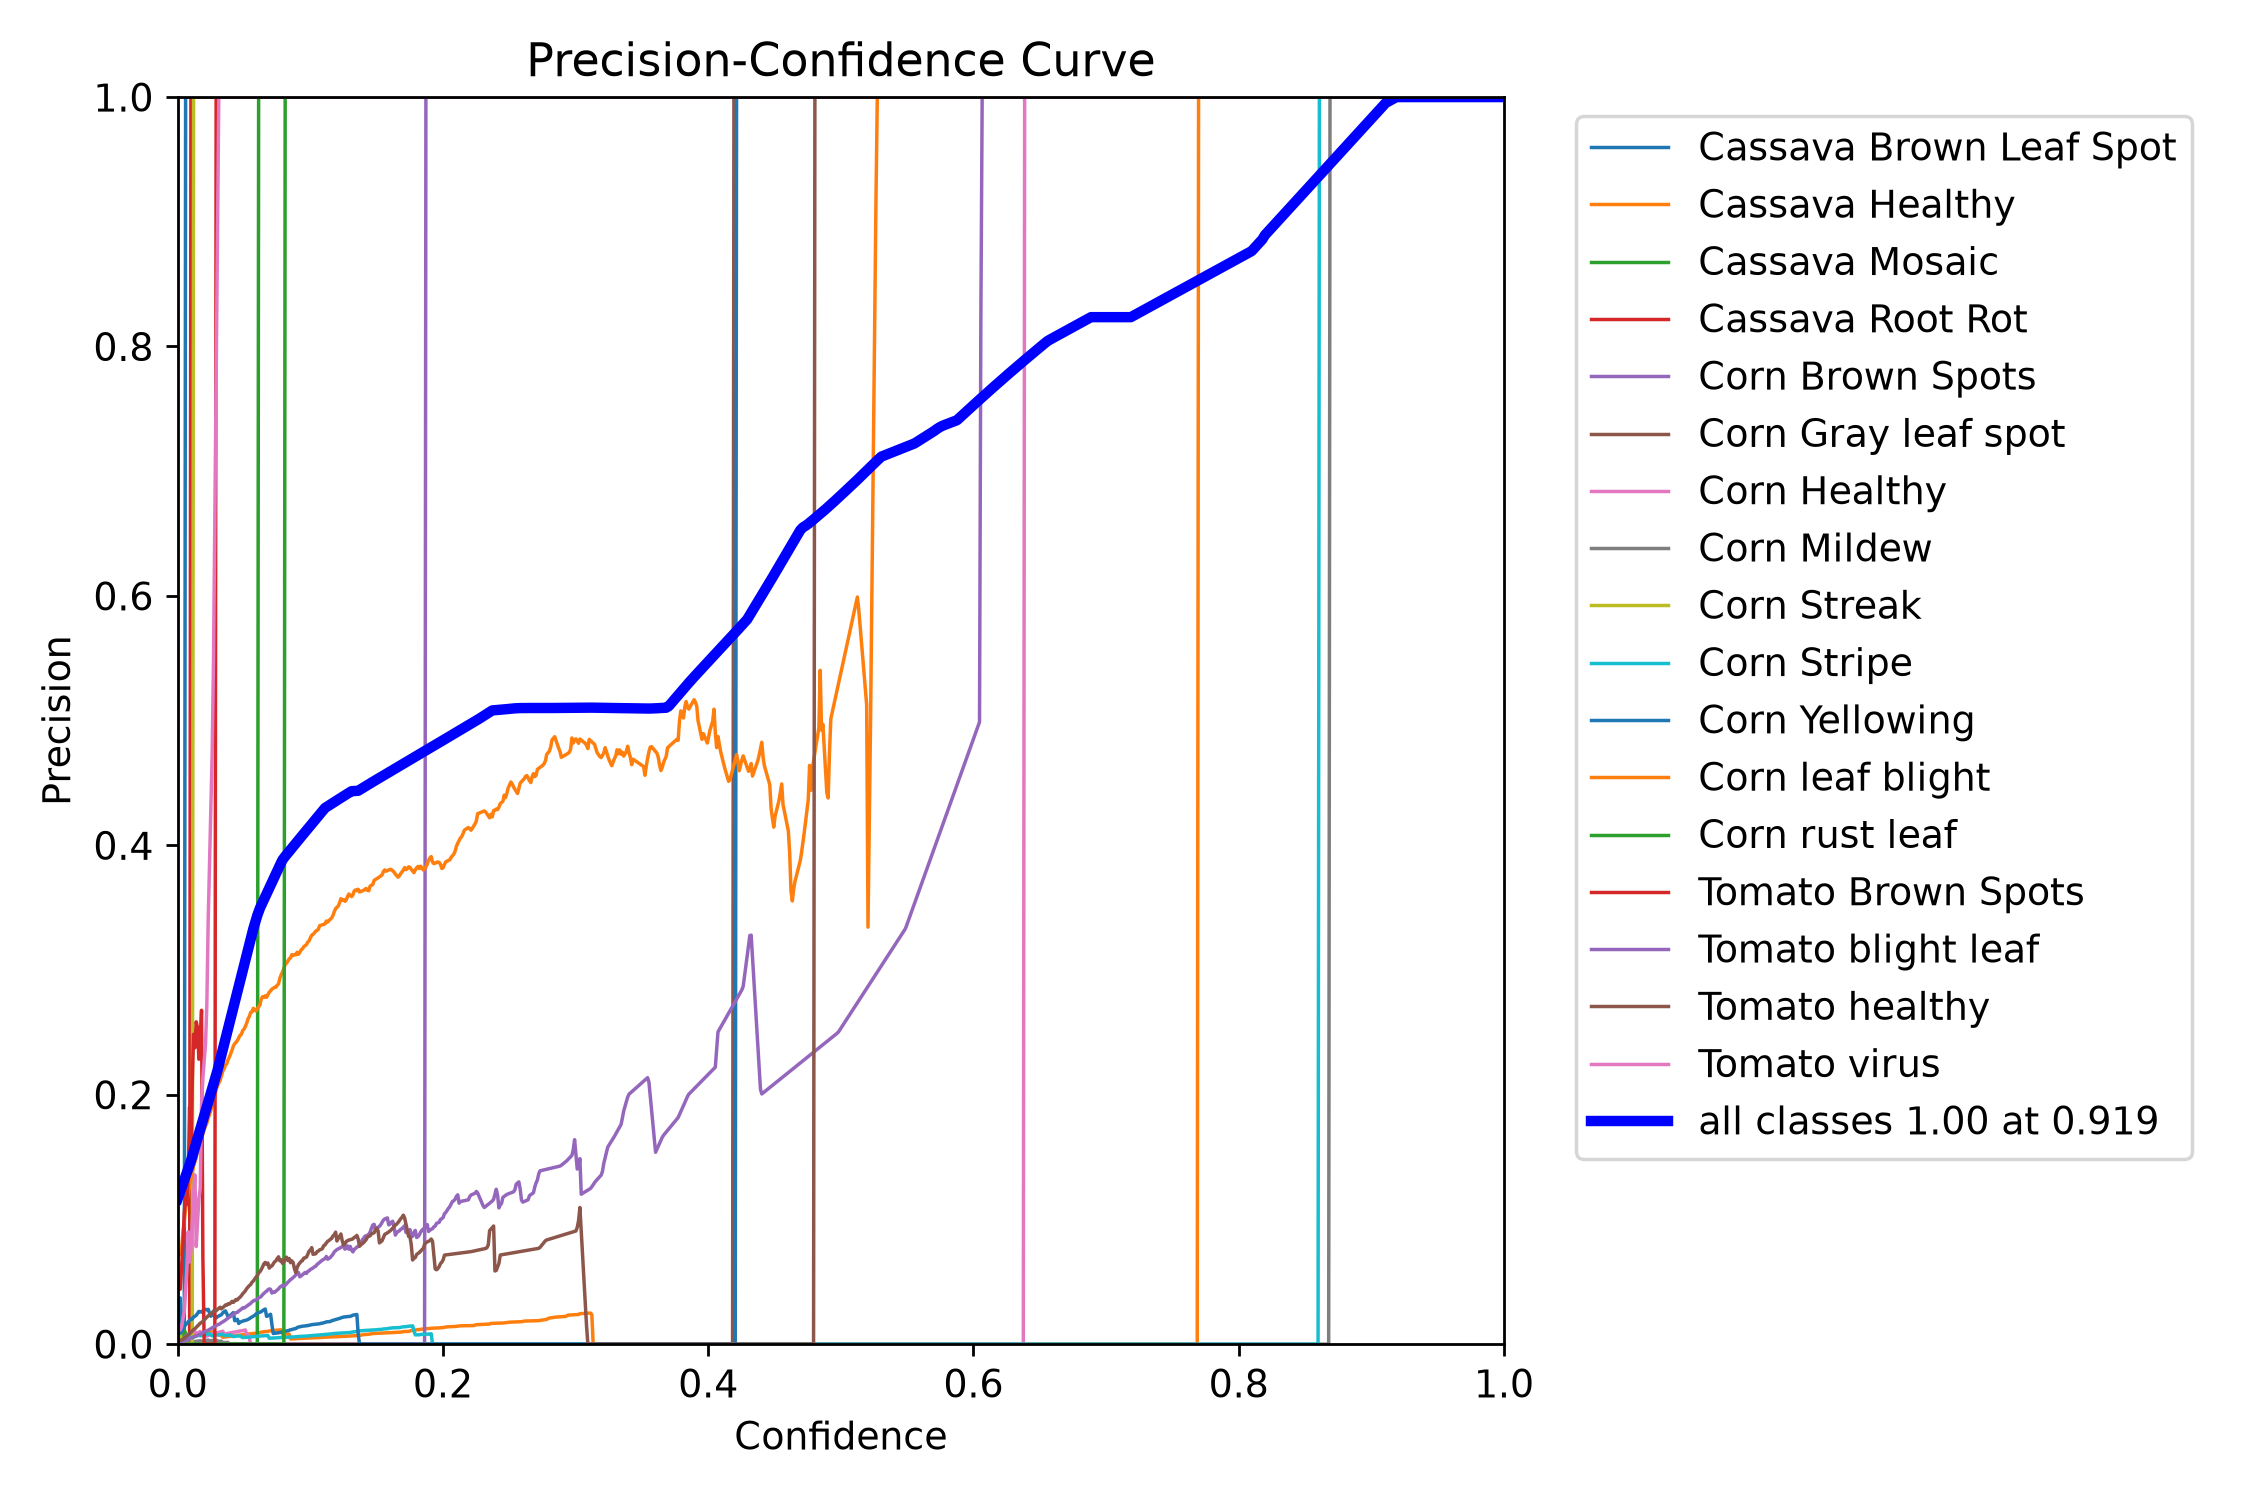 Precision-Confidence Curve
1.0
0.8
0.6
0.4
0.2
0.0
Precision
0.0 0.2 0.4 0.6 0.8 1.0
Confidence
Cassava Brown Leaf Spot
Cassava Healthy
Cassava Mosaic
Cassava Root Rot
Corn Brown Spots
Corn Gray leaf spot
Corn Healthy
Corn Mildew
Corn Streak
Corn Stripe
Corn Yellowing
Corn leaf blight
Corn rust leaf
Tomato Brown Spots
Tomato blight leaf
Tomato healthy
Tomato virus
all classes 1.00 at 0.919